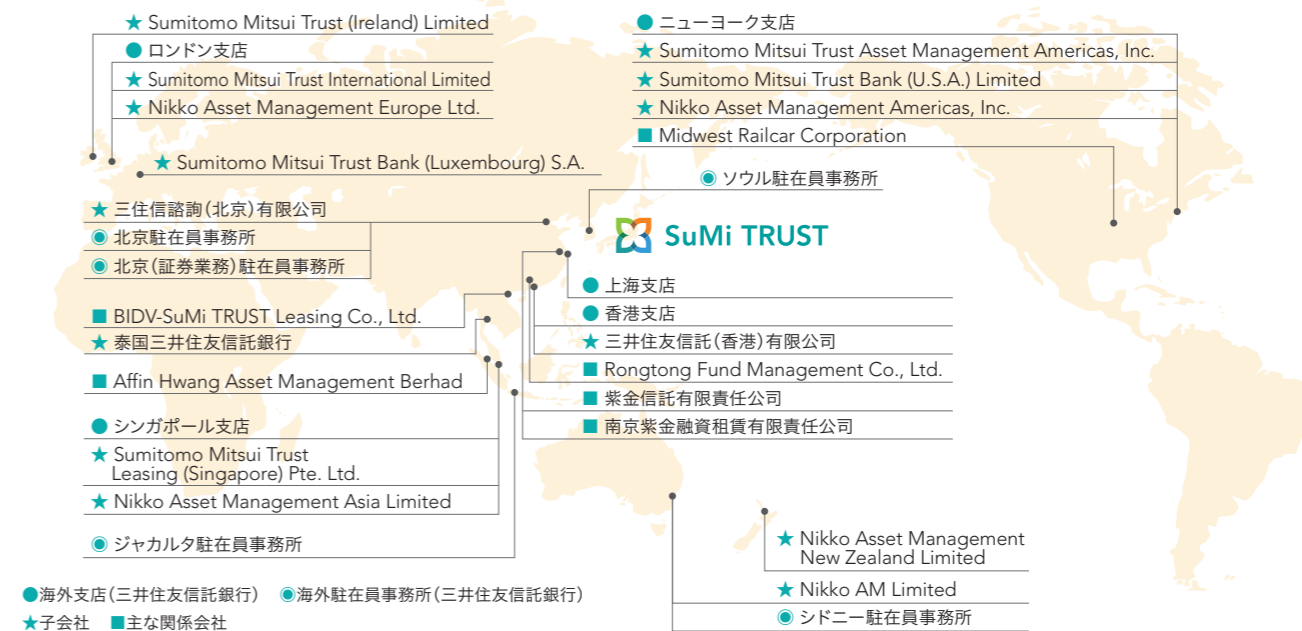 ★ Sumitomo Mitsui Trust (Ireland) Limited
● ロンドン支店
★ Sumitomo Mitsui Trust International Limited
★ Nikko Asset Management Europe Ltd.
★ Sumitomo Mitsui Trust Bank (Luxembourg) S.A.
● ニューヨーク支店
★ Sumitomo Mitsui Trust Asset Management Americas, Inc.
★ Sumitomo Mitsui Trust Bank (U.S.A.) Limited
★ Nikko Asset Management Americas, Inc.
■ Midwest Railcar Corporation
◉ ソウル駐在員事務所
★ 三住信諮詢(北京)有限公司
◉ 北京駐在員事務所
◉ 北京(証券業務)駐在員事務所
SuMi TRUST
■ BIDV-SuMi TRUST Leasing Co., Ltd.
★ 泰国三井住友信託銀行
■ Affin Hwang Asset Management Berhad
● シンガポール支店
★ Sumitomo Mitsui Trust
Leasing (Singapore) Pte. Ltd.
★ Nikko Asset Management Asia Limited
◉ ジャカルタ駐在員事務所
● 上海支店
● 香港支店
★ 三井住友信託(香港)有限公司
■ Rongtong Fund Management Co., Ltd.
■ 紫金信託有限責任公司
■ 南京紫金融資租賃有限責任公司
★ Nikko Asset Management
New Zealand Limited
★ Nikko AM Limited
◉ シドニー駐在員事務所
●海外支店(三井住友信託銀行) ◉海外駐在員事務所(三井住友信託銀行)
★子会社 ■主な関係会社